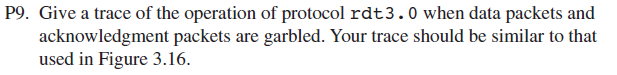 P9. Give a trace of the operation of protocol rdt3.0 when data packets and
acknowledgment packets are garbled. Your trace should be similar to that
used in Figure 3.16.